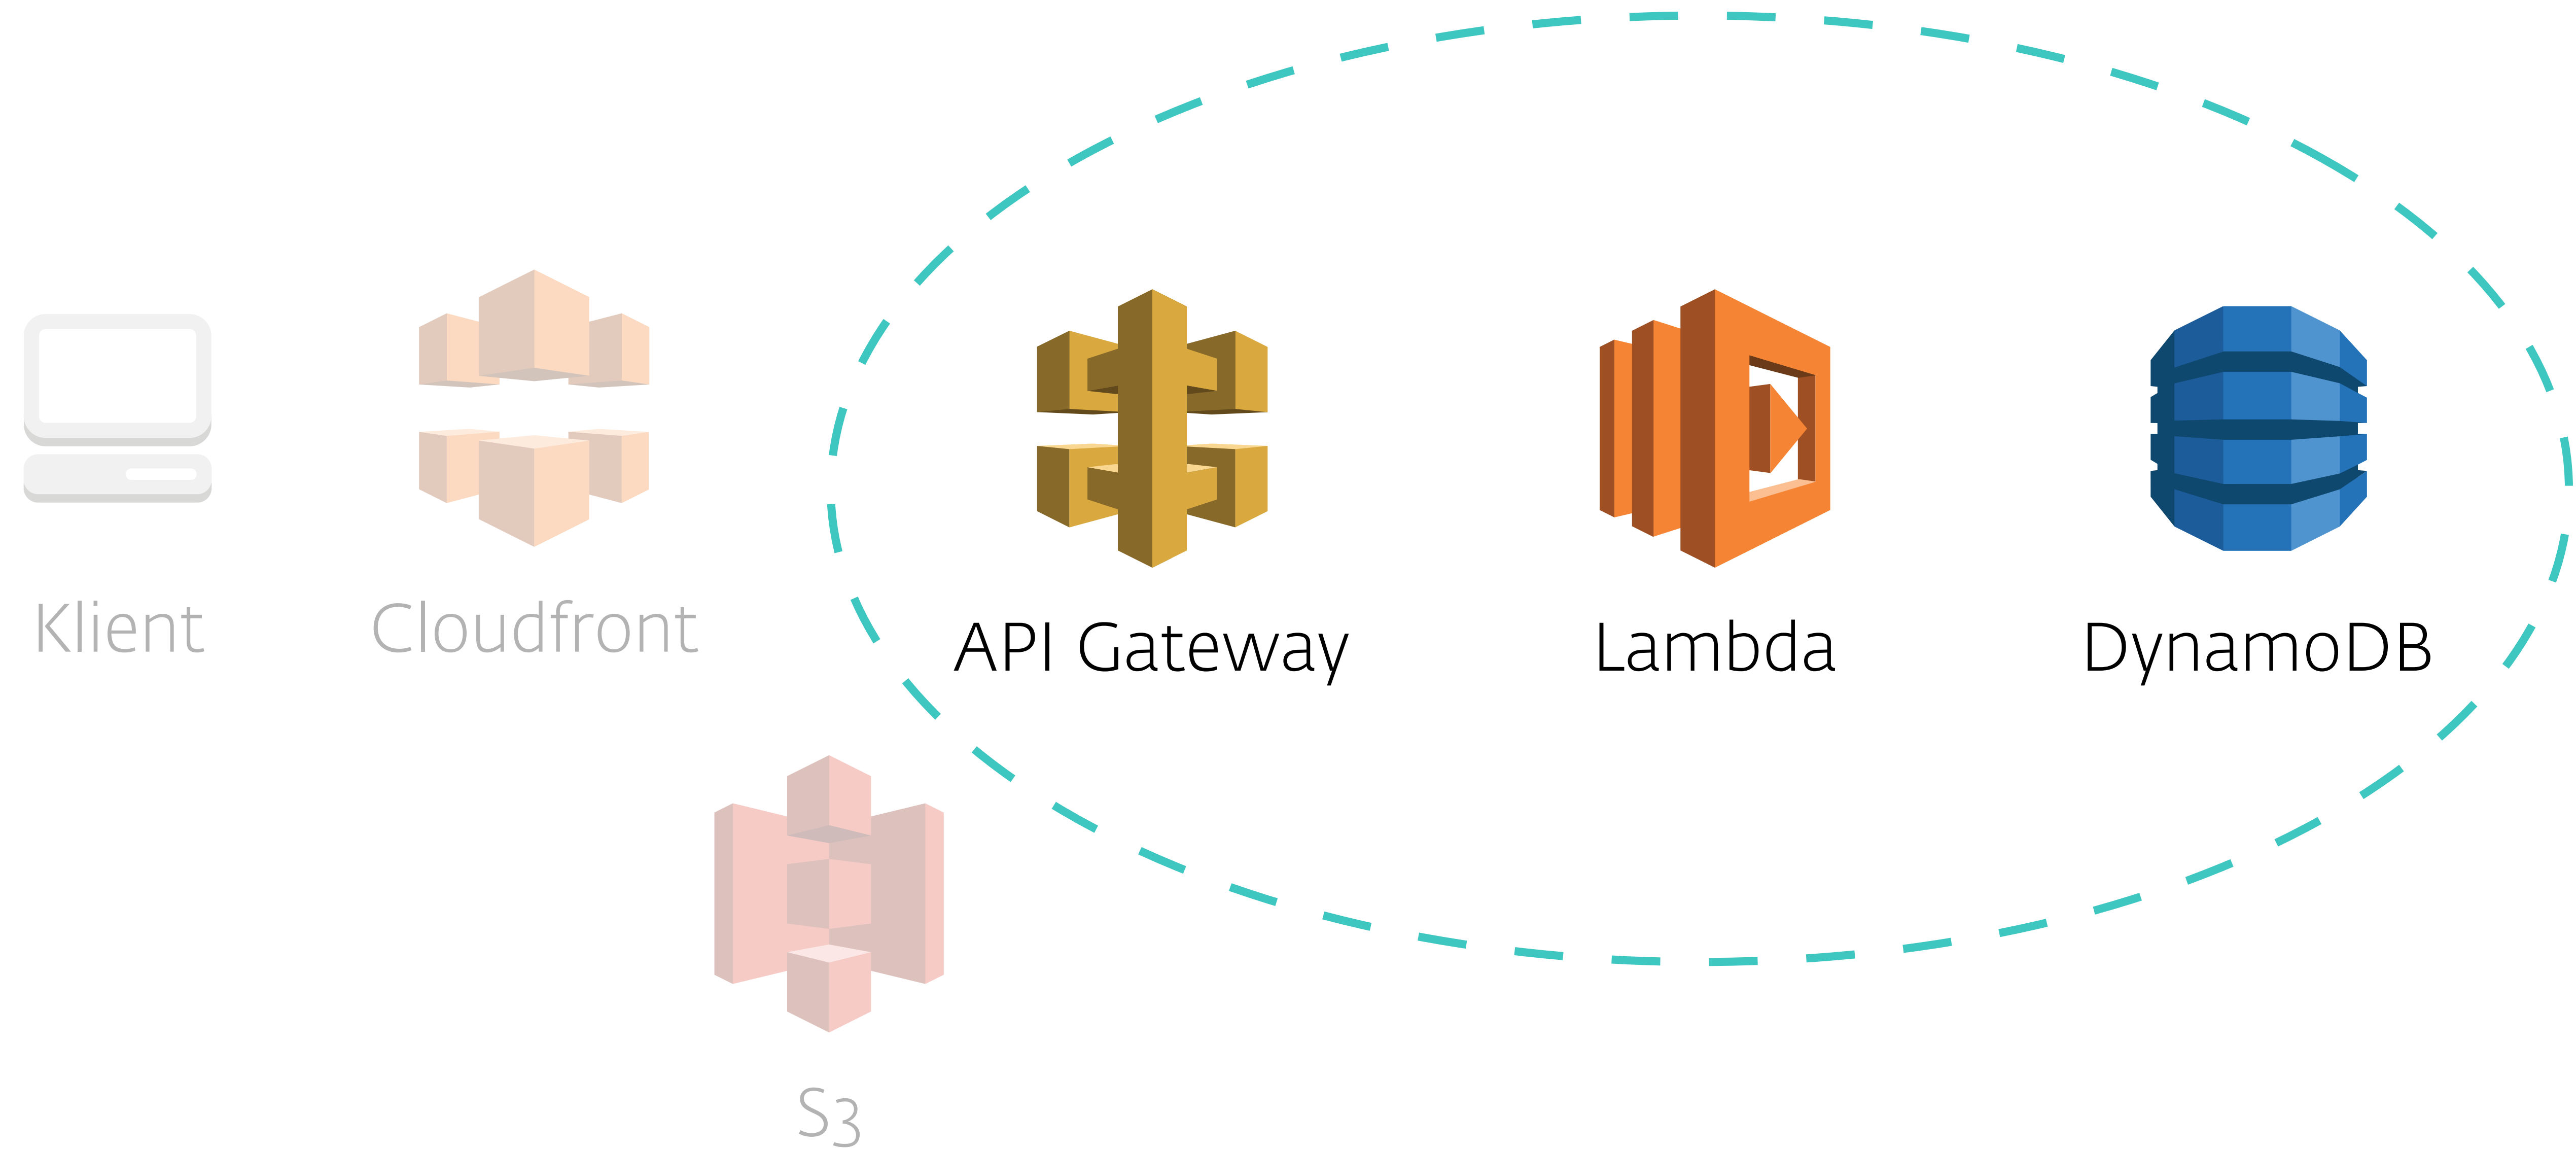 Klient
Cloudfront
API Gateway
Lambda
DynamoDB
S3